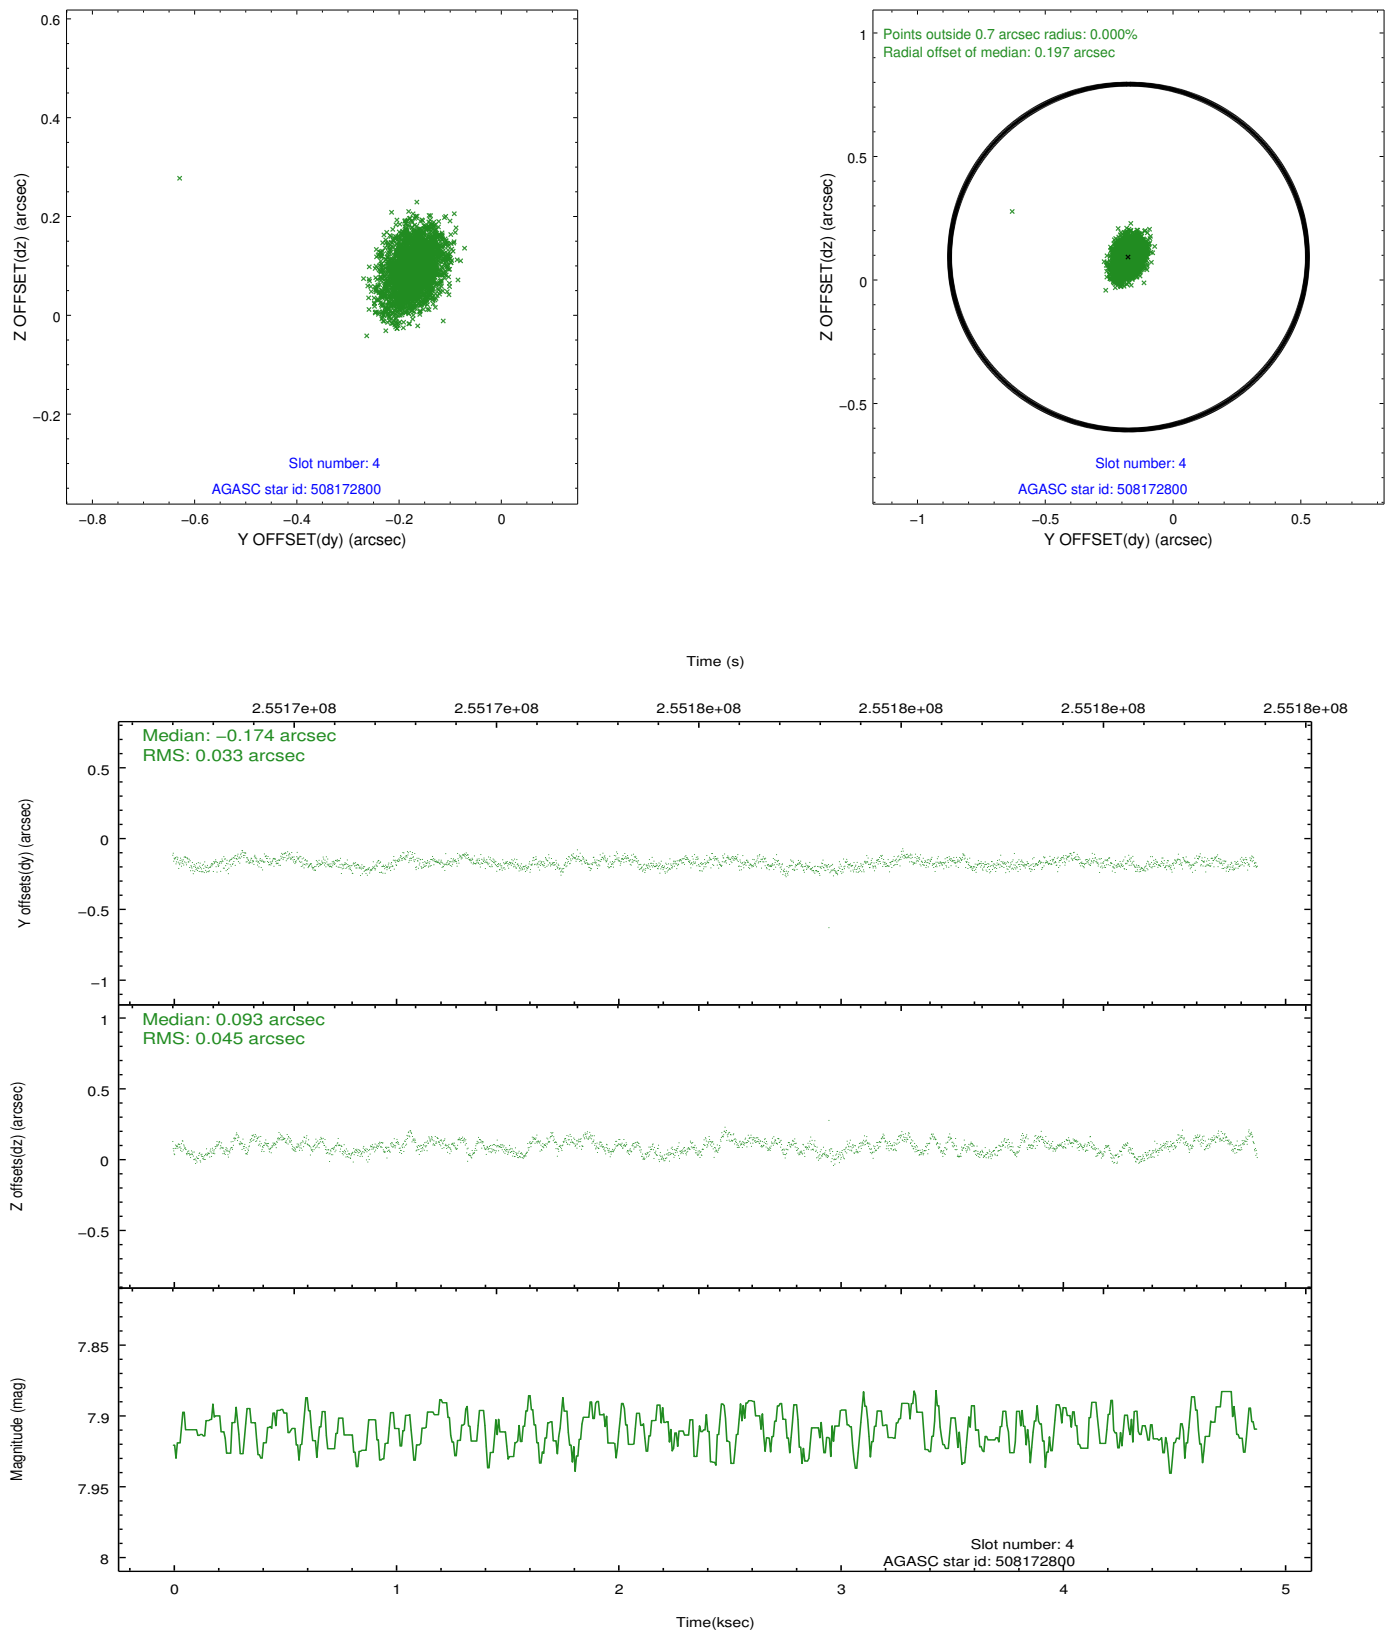 0.6
0.4
0.2
0
−0.2
Z OFFSET(dz) (arcsec)
Slot number: 4
AGASC star id: 508172800
−0.8 −0.6 −0.4 −0.2 0
Y OFFSET(dy) (arcsec)
Points outside 0.7 arcsec radius: 0.000%
Radial offset of median: 0.197 arcsec
1
0.5
0
−0.5
Z OFFSET(dz) (arcsec)
Slot number: 4
AGASC star id: 508172800
−1 −0.5 0 0.5
Y OFFSET(dy) (arcsec)
Time (s)
2.5517e+08 2.5517e+08 2.5518e+08 2.5518e+08 2.5518e+08 2.5518e+08
Median: −0.174 arcsec
RMS: 0.033 arcsec
0.5
0
−0.5
−1
Y offsets(dy) (arcsec)
Median: 0.093 arcsec
RMS: 0.045 arcsec
1
0.5
0
−0.5
Z offsets(dz) (arcsec)
7.85
7.9
7.95
8
Magnitude (mag)
Slot number: 4
AGASC star id: 508172800
0 1 2 3 4 5
Time(ksec)